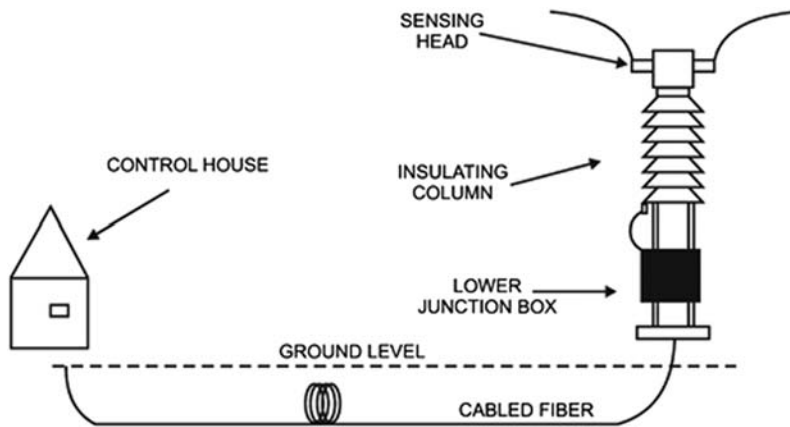 SENSING
HEAD
CONTROL HOUSE
INSULATING
COLUMN
LOWER
JUNCTION BOX
GROUND LEVEL
CABLED FIBER